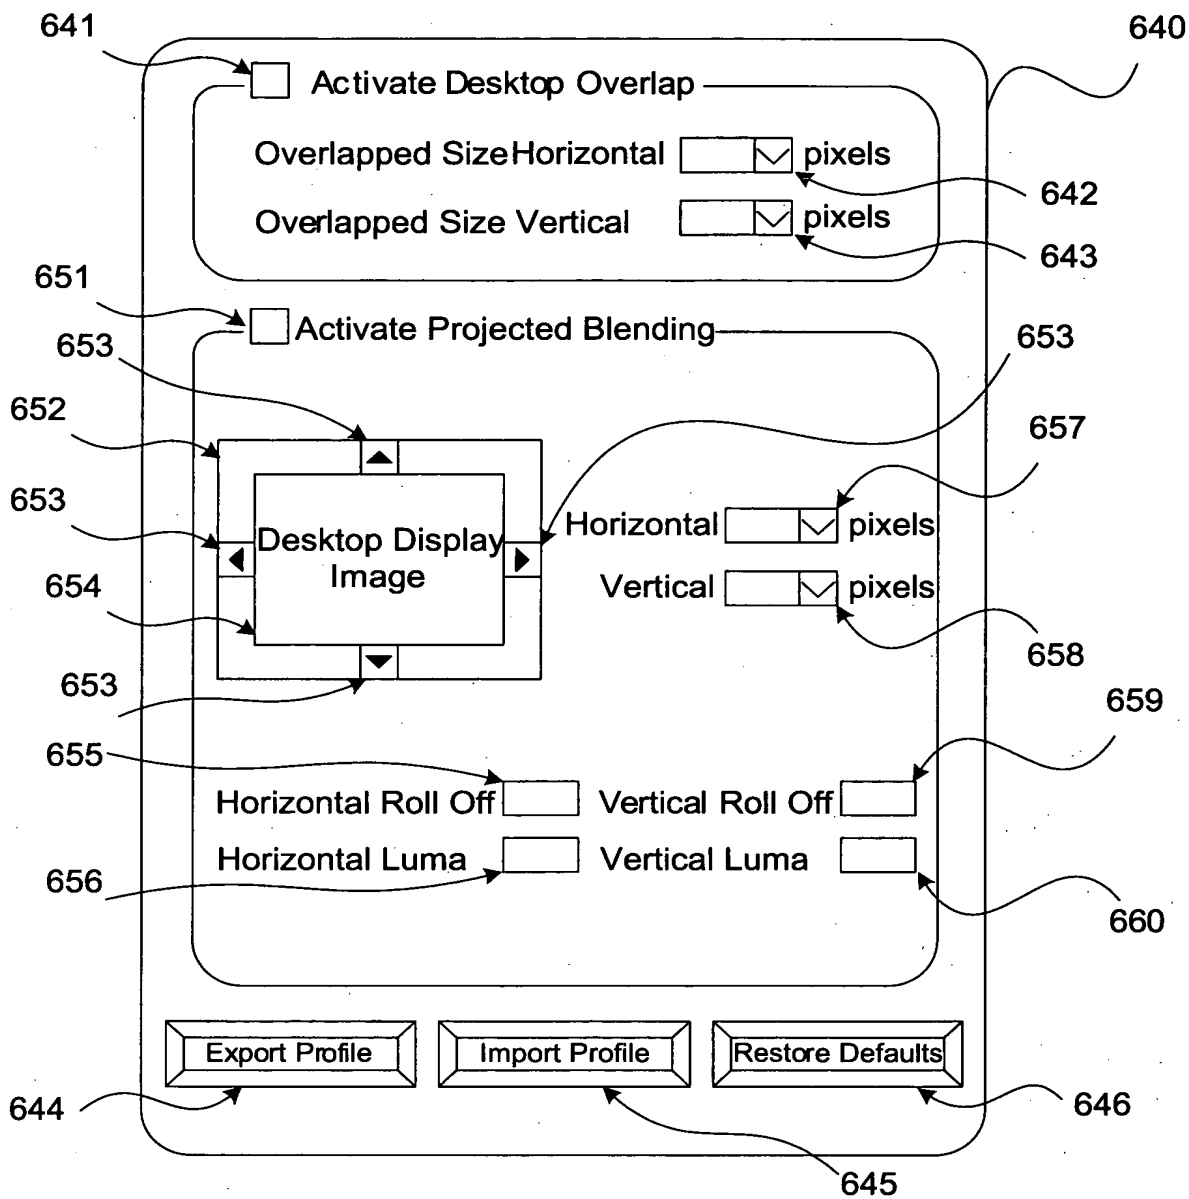 641
640
Activate Desktop Overlap
Overlapped Size Horizontal pixels
642
Overlapped Size Vertical pixels
643
651
Activate Projected Blending
653
653
652
657
653
Horizontal pixels
Desktop Display
Image
654
Vertical pixels
658
653
659
655
Horizontal Roll Off
Vertical Roll Off
Horizontal Luma
Vertical Luma
656
660
Export Profile
Import Profile
Restore Defaults
644
646
645